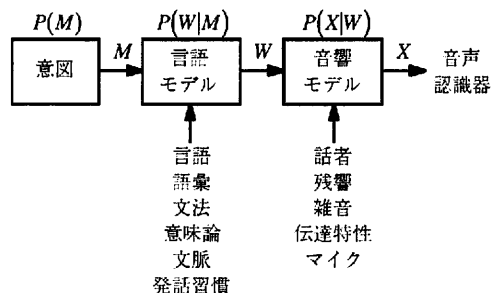 P(M)
P(W|M)
P(X|W)
意図
M
言語
モデル
W
音響
モデル
X
音声
認識器
言語
語彙
文法
意味論
文脈
発話習慣
話者
残響
雑音
伝達特性
マイク